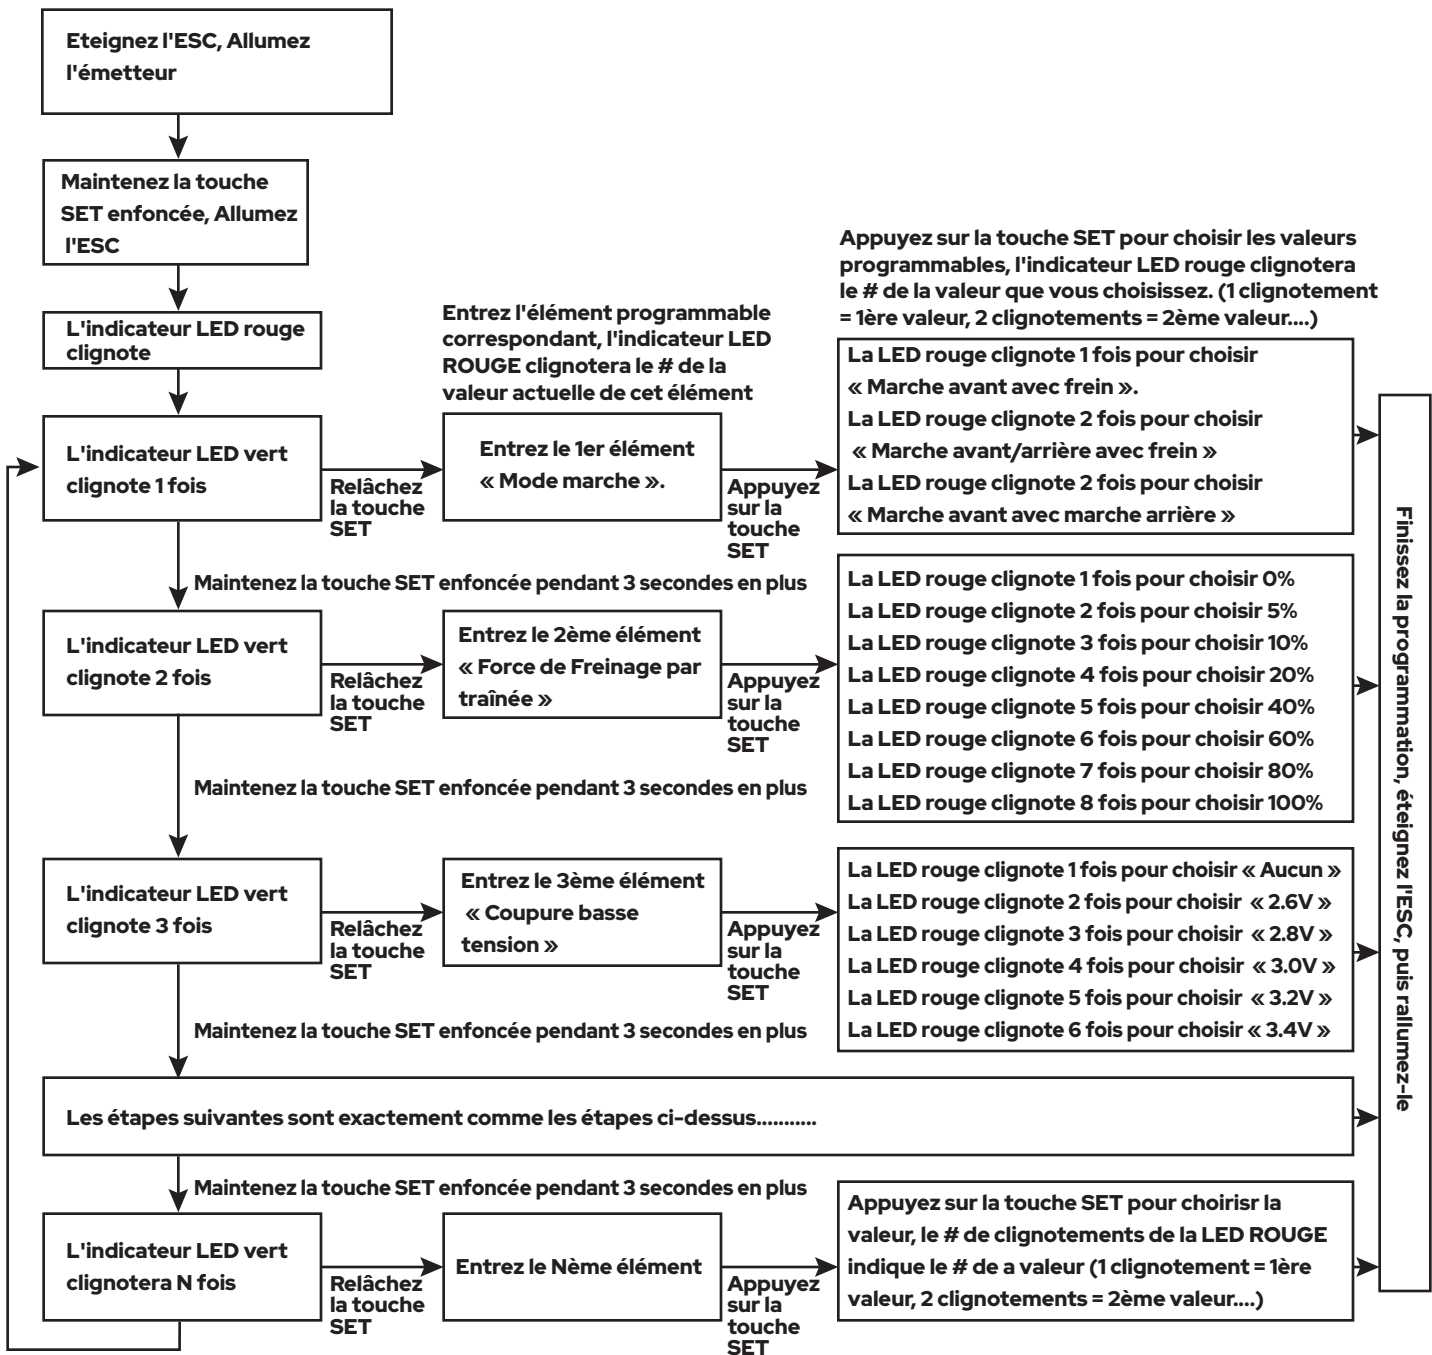 Eteignez l'ESC, Allumez
l'émetteur
Maintenez la touche
SET enfoncée, Allumez
l'ESC
L'indicateur LED rouge
clignote
Entrez l'élément programmable
correspondant, l'indicateur LED
ROUGE clignotera le # de la
valeur actuelle de cet élément
Appuyez sur la touche SET pour choisir les valeurs
programmables, l'indicateur LED rouge clignotera
le # de la valeur que vous choisissez. (1 clignotement
= 1ère valeur, 2 clignotements = 2ème valeur....)
L'indicateur LED vert
clignote 1 fois
Relâchez
la touche
SET
Entrez le 1er élément
« Mode marche ».
Appuyez
sur la
touche
SET
La LED rouge clignote 1 fois pour choisir
« Marche avant avec frein ».
La LED rouge clignote 2 fois pour choisir
« Marche avant/arrière avec frein »
La LED rouge clignote 2 fois pour choisir
« Marche avant avec marche arrière »
Maintenez la touche SET enfoncée pendant 3 secondes en plus
L'indicateur LED vert
clignote 2 fois
Relâchez
la touche
SET
Entrez le 2ème élément
« Force de Freinage par
traînée »
Appuyez
sur la
touche
SET
La LED rouge clignote 1 fois pour choisir 0%
La LED rouge clignote 2 fois pour choisir 5%
La LED rouge clignote 3 fois pour choisir 10%
La LED rouge clignote 4 fois pour choisir 20%
La LED rouge clignote 5 fois pour choisir 40%
La LED rouge clignote 6 fois pour choisir 60%
La LED rouge clignote 7 fois pour choisir 80%
La LED rouge clignote 8 fois pour choisir 100%
Maintenez la touche SET enfoncée pendant 3 secondes en plus
L'indicateur LED vert
clignote 3 fois
Relâchez
la touche
SET
Entrez le 3ème élément
« Coupure basse
tension »
Appuyez
sur la
touche
SET
La LED rouge clignote 1 fois pour choisir « Aucun »
La LED rouge clignote 2 fois pour choisir « 2.6V »
La LED rouge clignote 3 fois pour choisir « 2.8V »
La LED rouge clignote 4 fois pour choisir « 3.0V »
La LED rouge clignote 5 fois pour choisir « 3.2V »
La LED rouge clignote 6 fois pour choisir « 3.4V »
Maintenez la touche SET enfoncée pendant 3 secondes en plus
Les étapes suivantes sont exactement comme les étapes ci-dessus...........
Maintenez la touche SET enfoncée pendant 3 secondes en plus
L'indicateur LED vert
clignotera N fois
Relâchez
la touche
SET
Entrez le Nème élément
Appuyez
sur la
touche
SET
Appuyez sur la touche SET pour choirisr la
valeur, le # de clignotements de la LED ROUGE
indique le # de a valeur (1 clignotement = 1ère
valeur, 2 clignotements = 2ème valeur....)
Finissez la programmation, éteignez l'ESC, puis rallumez-le